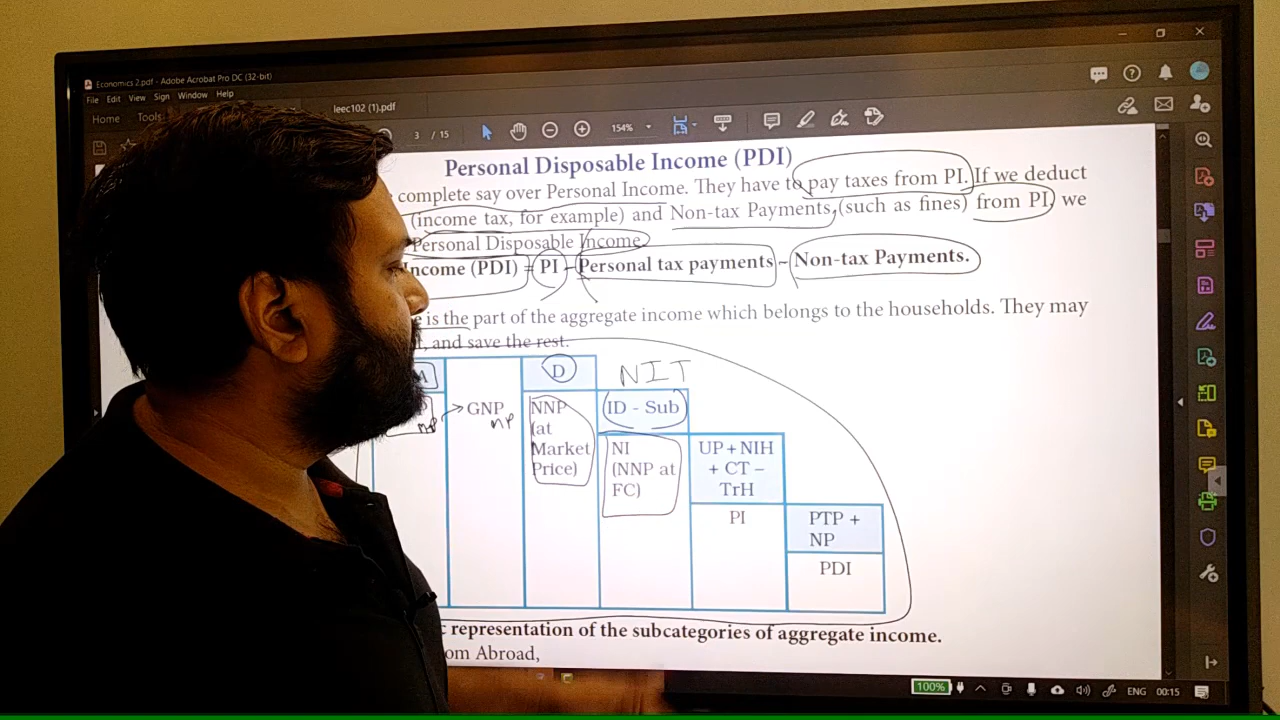 Economics 2.pdf - Adobe Acrobat Pro DC (32-bit)
File Edit View Sign Window Help
Home Tools
leec102 (1).pdf
3 / 15
154%
Personal Disposable Income (PDI)
complete say over Personal Income. They have to pay taxes from PI. If we deduct
(income tax, for example) and Non-tax Payments, (such as fines) from PI, we
Personal Disposable Income
Income (PDI) = PI - Personal tax payments - Non-tax Payments.
is the part of the aggregate income which belongs to the households. They may
, and save the rest.
D
NIT
GNP
mp
NNP
(at
Market
Price)
ID - Sub
NI
(NNP at
FC)
UP + NIH
+ CT –
TrH
PI
PTP +
NP
PDI
representation of the subcategories of aggregate income.
om Abroad,
100%
ENG 00:15